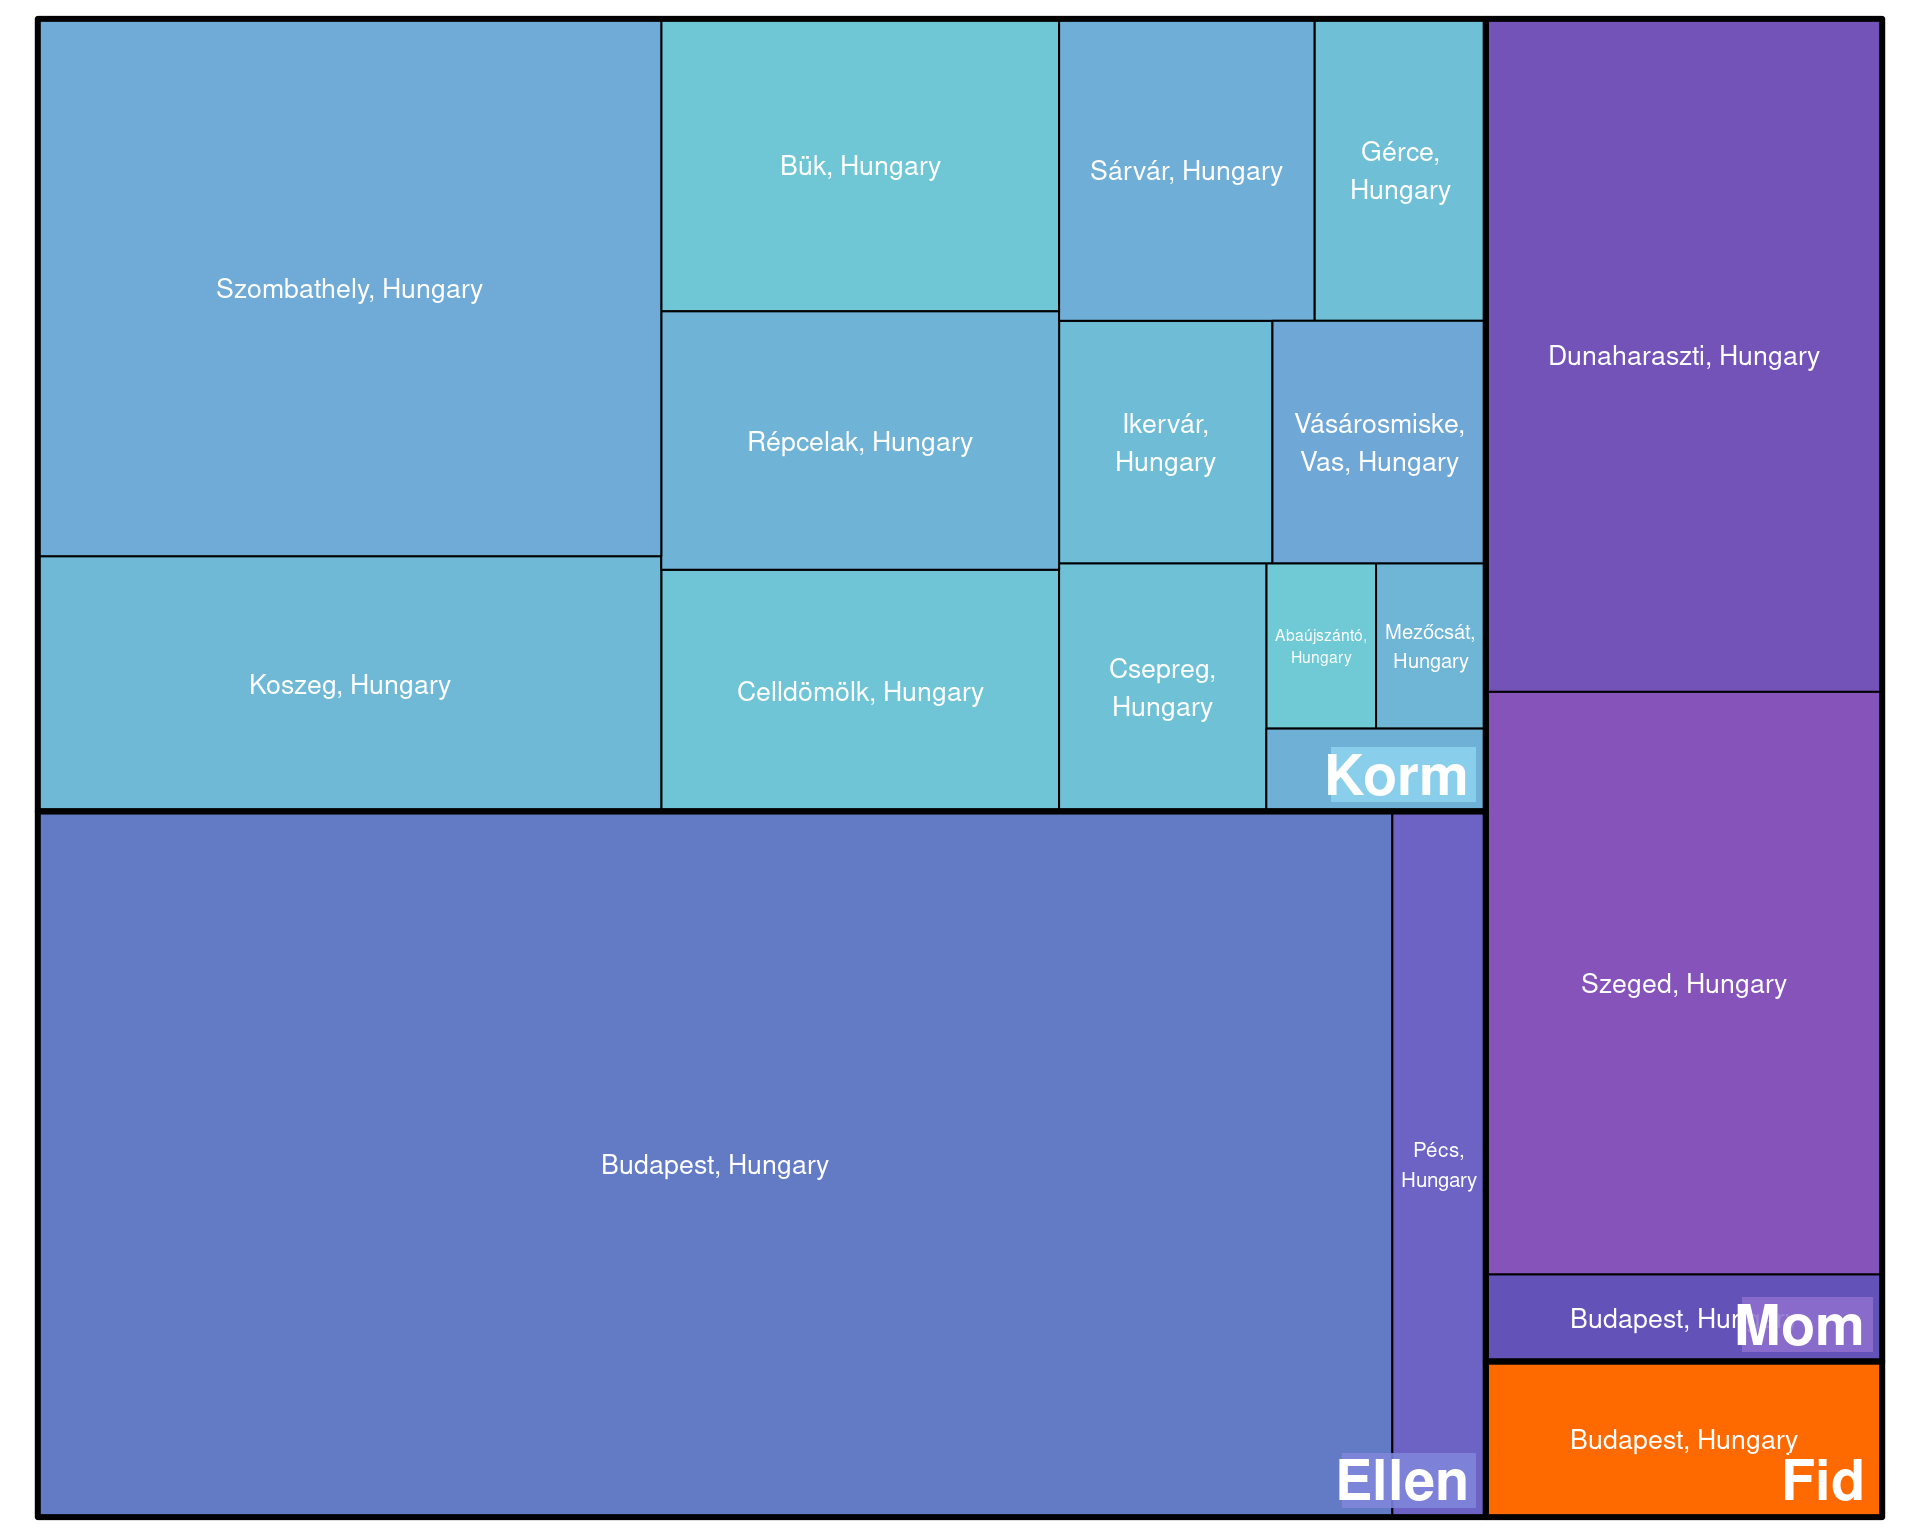 Szombathely, Hungary
Bük, Hungary
Sárvár, Hungary
Gérce,
Hungary
Répcelak, Hungary
Ikervár,
Hungary
Vásárosmiske,
Vas, Hungary
Koszeg, Hungary
Celldömölk, Hungary
Csepreg,
Hungary
Abaújszántó,
Hungary
Mezőcsát,
Hungary
Korm
Budapest, Hungary
Pécs,
Hungary
Ellen
Dunaharaszti, Hungary
Szeged, Hungary
Budapest,
Mom
Budapest, Hungary
Fid